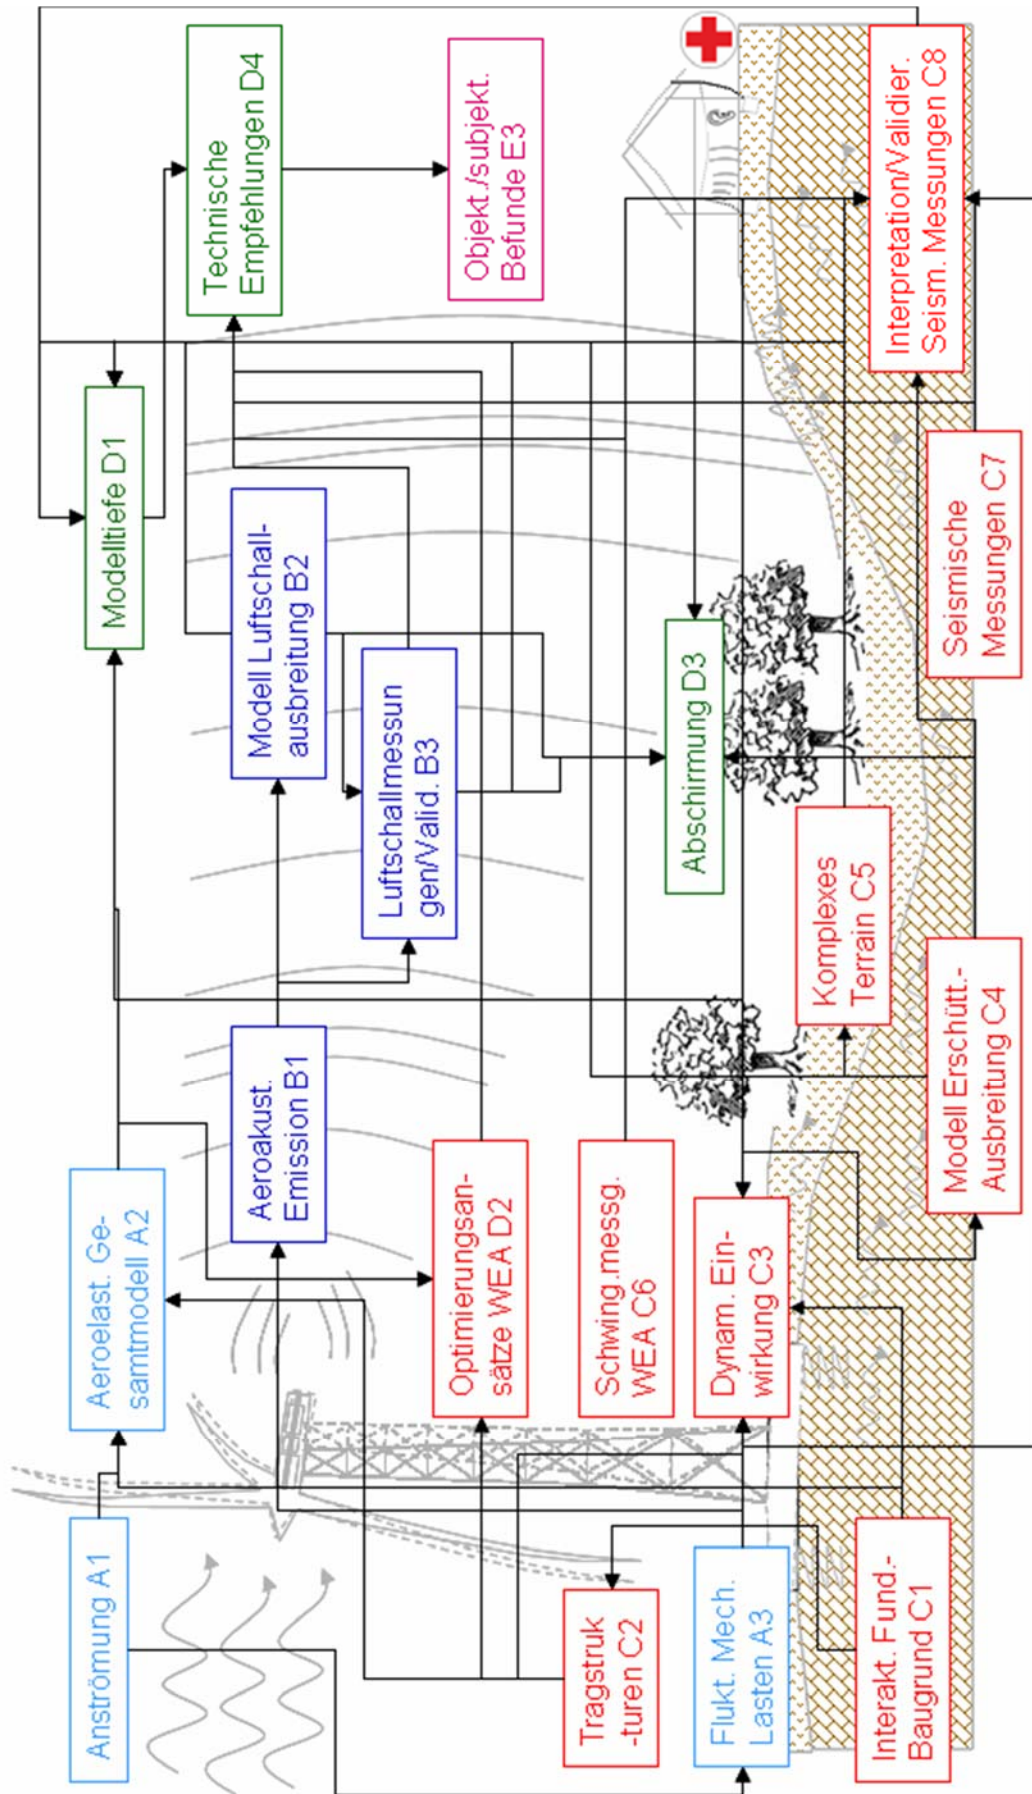 Anströmung A1
Aeroelast. Ge-
samtmodell A2
Modelltiefe D1
Technische
Empfehlungen D4
Aeroakust.
Emission B1
Modell Luftschall-
ausbreitung B2
Luftschallmessun
gen/Valid. B3
Objekt./subjekt.
Befunde E3
Optimierungsan-
sätze WEA D2
Tragstruk
-turen C2
Schwing.messg.
WEA C6
Flukt. Mech.
Lasten A3
Dynam. Ein-
wirkung C3
Abschirmung D3
Komplexes
Terrain C5
Interakt. Fund.-
Baugrund C1
Modell Erschütt.-
Ausbreitung C4
Seismische
Messungen C7
Interpretation/Validier.
Seism. Messungen C8